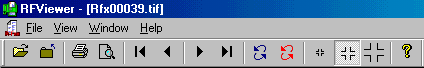 RFViewer - [Rfx00039.tif]
File View Window Help